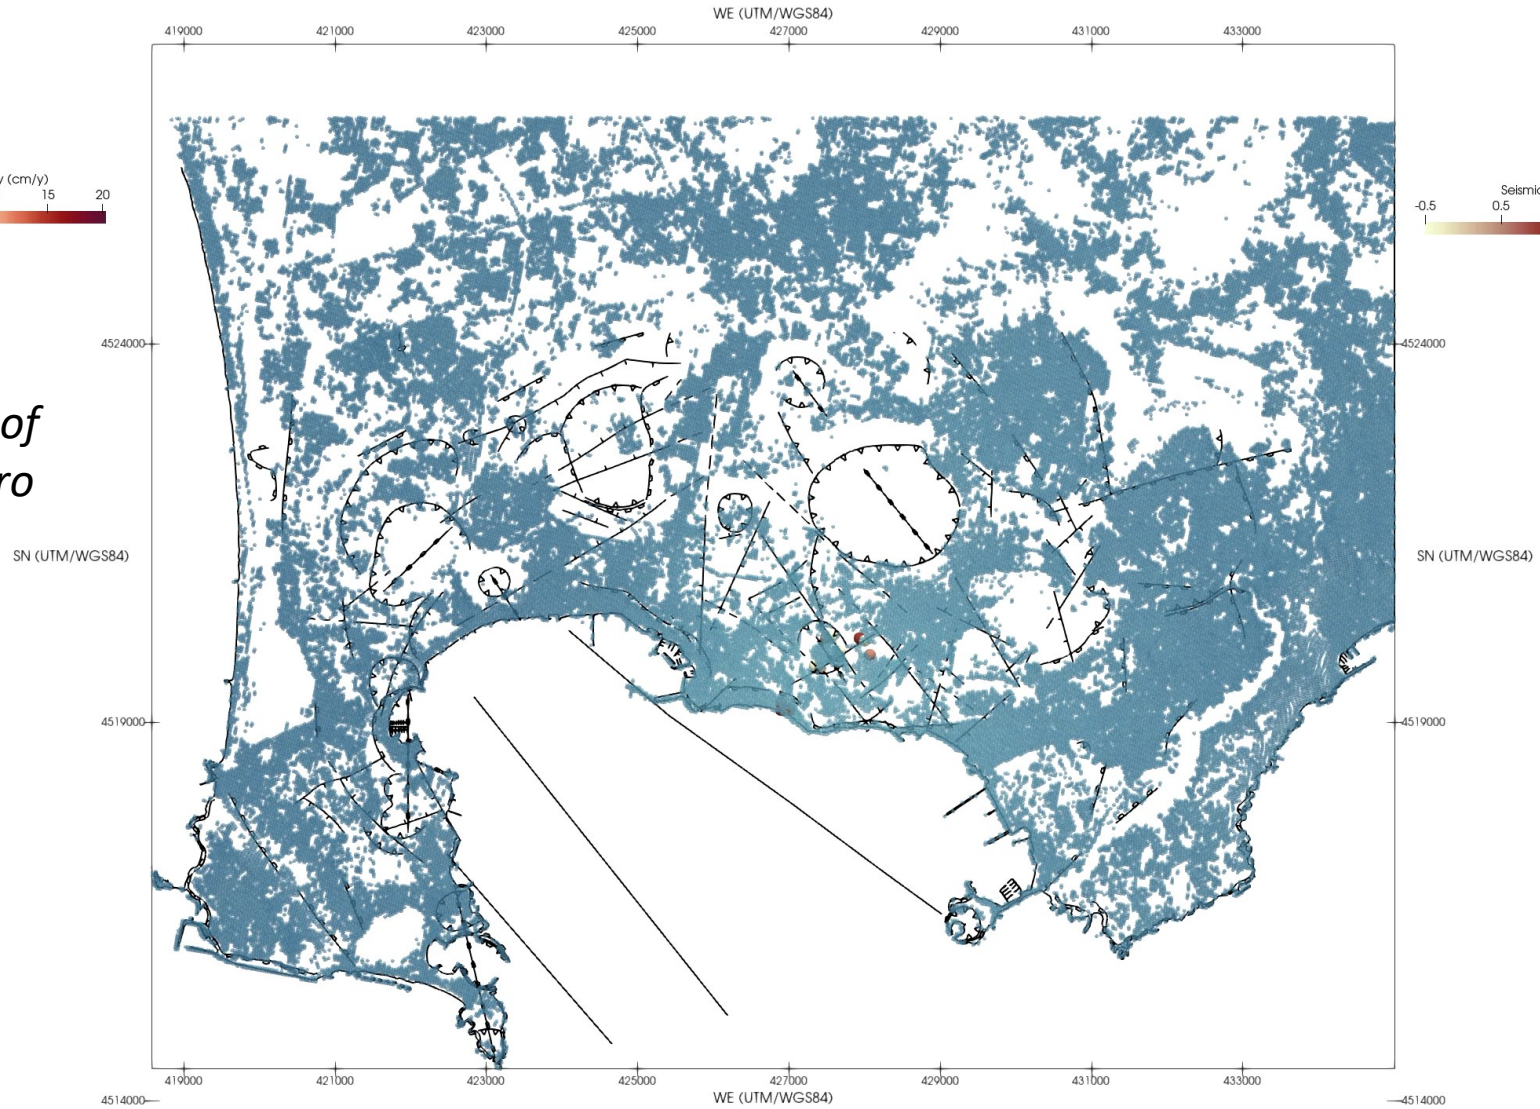 WE (UTM/WGS84)
419000 421000 423000 425000 427000 429000 431000 433000
y (cm/y)
15 20
Seismic
-0.5 0.5
4524000 4524000
of
ro
SN (UTM/WGS84) SN (UTM/WGS84)
4519000 4519000
419000 421000 423000 425000 427000 429000 431000 433000
WE (UTM/WGS84)
4514000 4514000